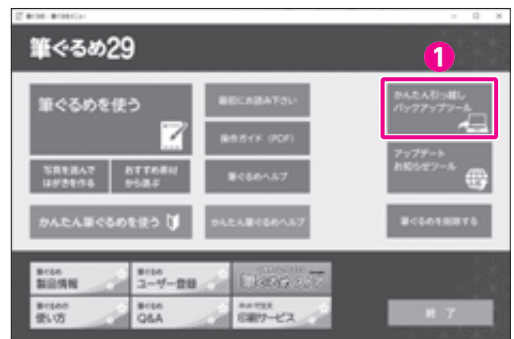 筆ぐるめ29
1
筆ぐるめを使う
最初にお読み下さい
かんたん引っ越し
バックアップツール
操作ガイド（PDF）
アップデート
お知らせツール
写真を選んで
はがきを作る
おすすめ素材
から選ぶ
筆ぐるめヘルプ
かんたん筆ぐるめを使う
かんたん筆ぐるめヘルプ
筆ぐるめを削除する
筆ぐるめ
製品情報
筆ぐるめ
ユーザー登録
筆ぐるめの
使い方
筆ぐるめ
Q&A
ネットで注文
印刷サービス
終 了